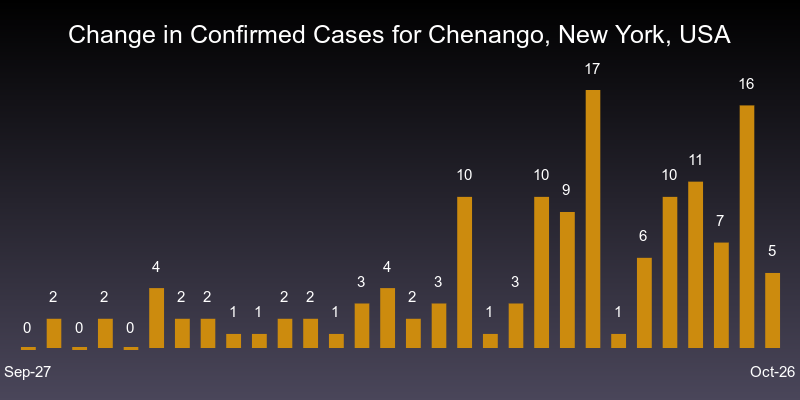 Change in Confirmed Cases for Chenango, New York, USA
0 2 0 2 0 4 2 2 1 1 2 2 1 3 4 2 3 10 1 3 10 9 17 1 6 10 11 7 16 5
Sep-27 Oct-26